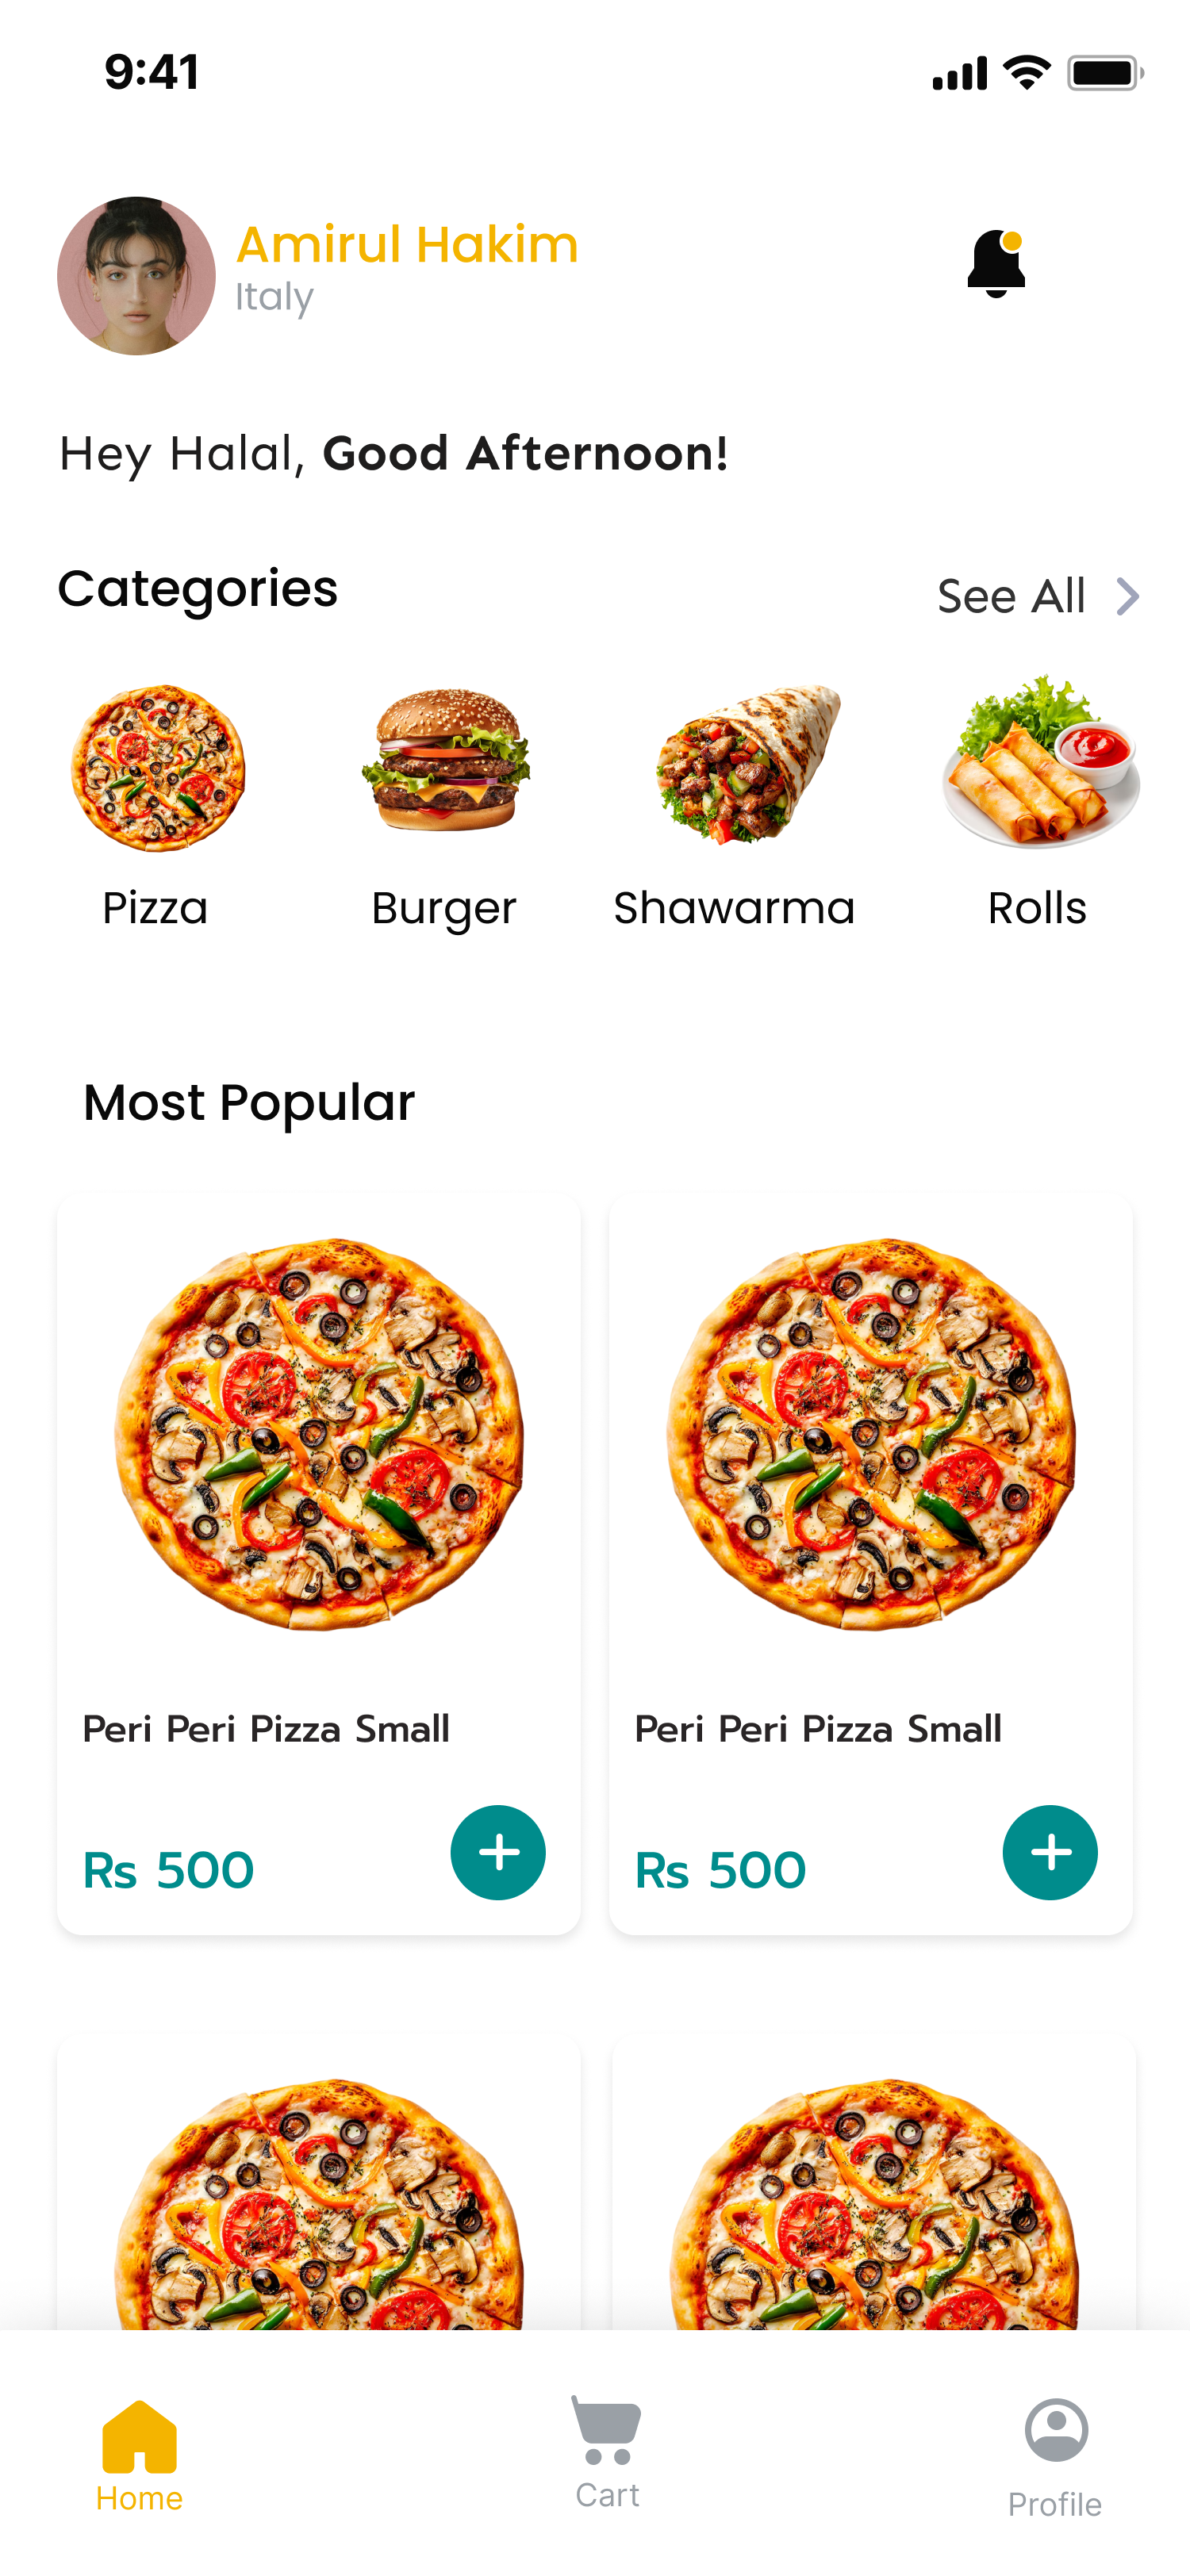 9:41
Amirul Hakim
Italy
Hey Halal, Good Afternoon!
Categories
See All
Pizza
Burger
Shawarma
Rolls
Most Popular
Peri Peri Pizza Small
Rs 500
Peri Peri Pizza Small
Rs 500
Home
Cart
Profile